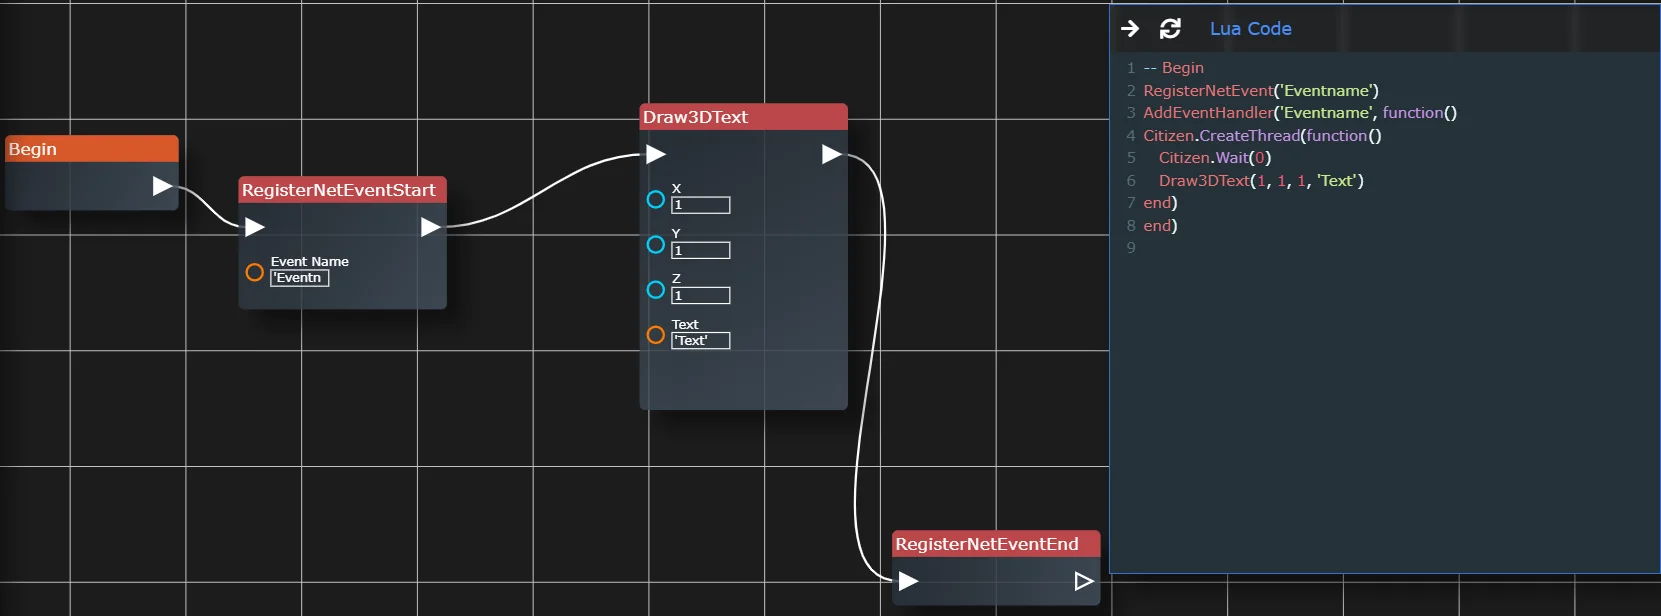 Begin
RegisterNetEventStart
Event Name
'Eventn
Draw3DText
X
1
Y
1
Z
1
Text
'Text'
RegisterNetEventEnd
Lua Code
1 -- Begin
2 RegisterNetEvent('Eventname')
3 AddEventHandler('Eventname', function()
4 Citizen.CreateThread(function()
5 Citizen.Wait(0)
6 Draw3DText(1, 1, 1, 'Text')
7 end)
8 end)
9